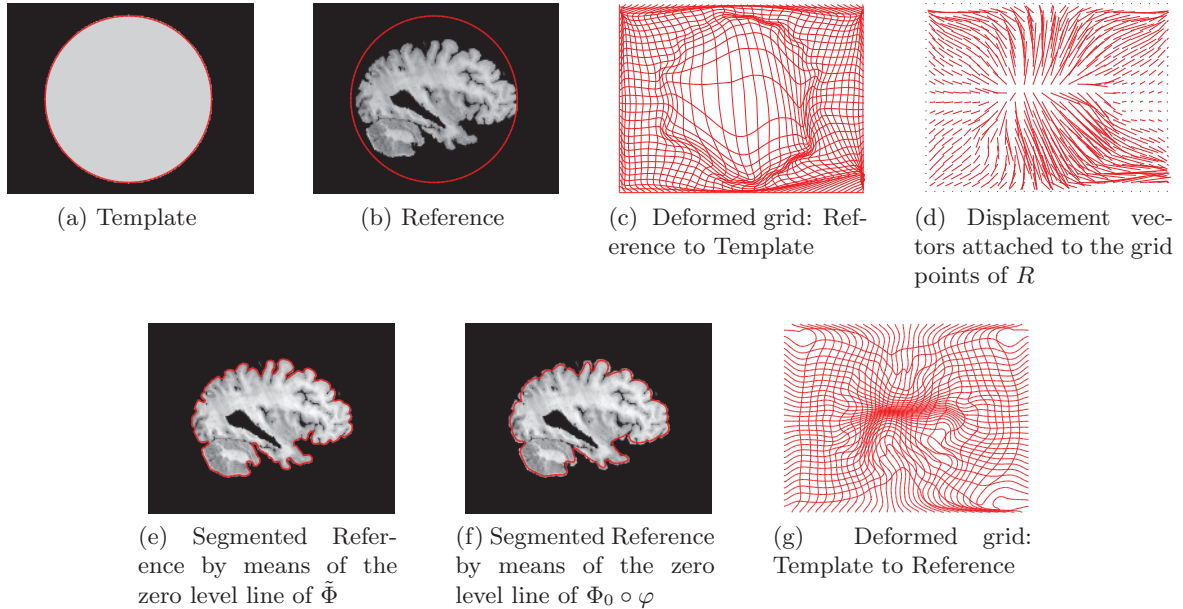 (a) Template
(b) Reference
(c) Deformed grid: Ref-
erence to Template
(d) Displacement vec-
tors attached to the grid
points of R
(e) Segmented Refer-
ence by means of the
zero level line of Φ̃
(f) Segmented Reference
by means of the zero
level line of Φ₀ ∘ φ
(g) Deformed grid:
Template to Reference